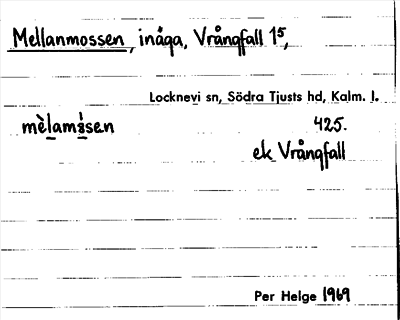 Mellanmossen, inäga, Vrångfall 1⁵,
Locknevi sn, Södra Tjusts hd, Kalm. l.
mèlamåsen 425.
ek Vrångfall
Per Helge 1969